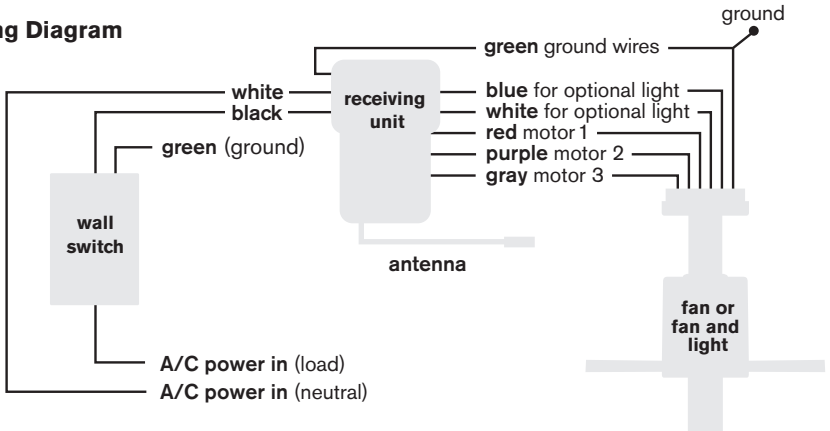 ng Diagram
ground
green ground wires
white
black
green (ground)
receiving
unit
blue for optional light
white for optional light
red motor 1
purple motor 2
gray motor 3
wall
switch
antenna
fan or
fan and
light
A/C power in (load)
A/C power in (neutral)